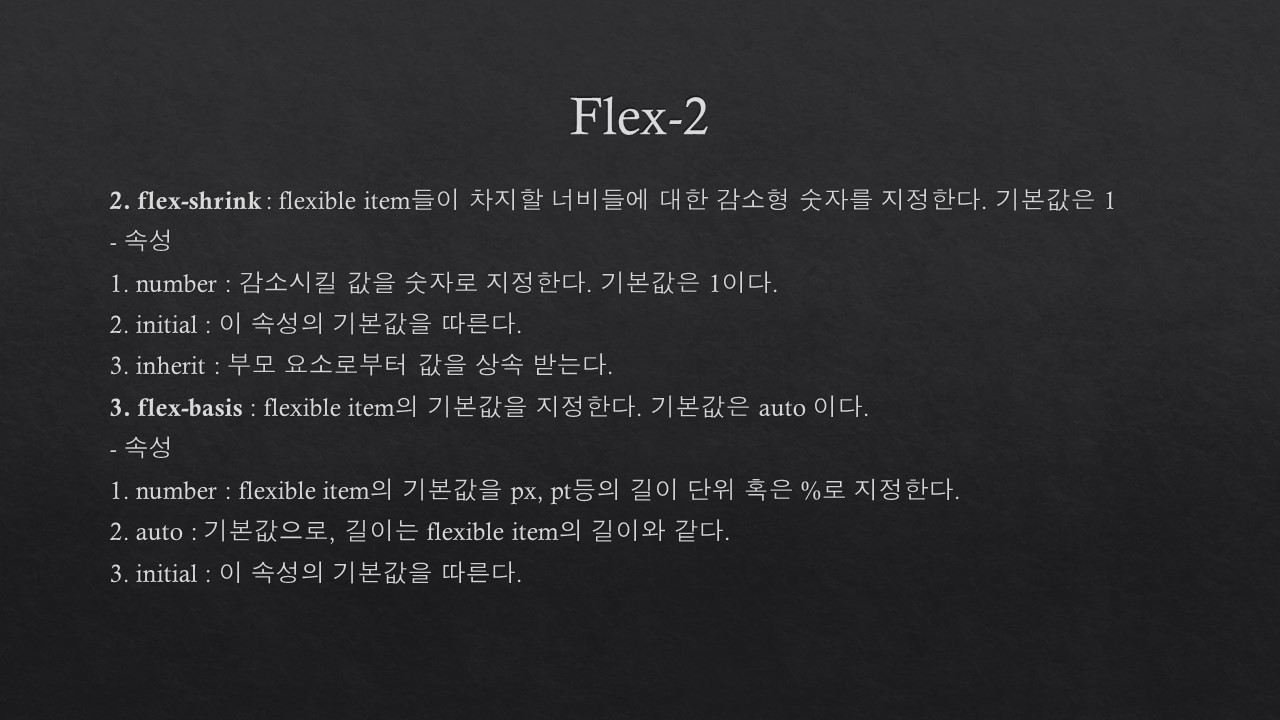 Flex-2
2. flex-shrink : flexible item들이 차지할 너비들에 대한 감소형 숫자를 지정한다. 기본값은 1
- 속성
1. number : 감소시킬 값을 숫자로 지정한다. 기본값은 1이다.
2. initial : 이 속성의 기본값을 따른다.
3. inherit : 부모 요소로부터 값을 상속 받는다.
3. flex-basis : flexible item의 기본값을 지정한다. 기본값은 auto 이다.
- 속성
1. number : flexible item의 기본값을 px, pt등의 길이 단위 혹은 %로 지정한다.
2. auto : 기본값으로, 길이는 flexible item의 길이와 같다.
3. initial : 이 속성의 기본값을 따른다.